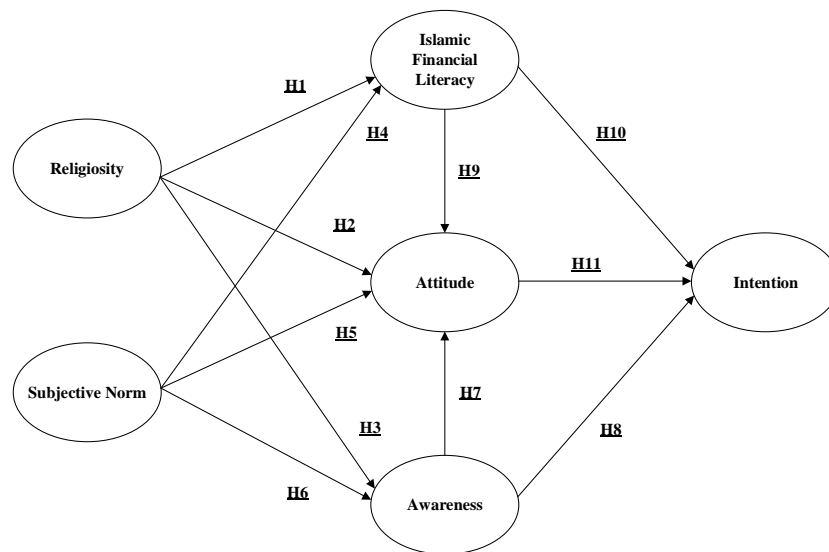 Islamic
Financial
Literacy
H1
H4
H10
Religiosity
H9
H2
H11
Attitude
Intention
H5
Subjective Norm
H7
H3
H8
H6
Awareness